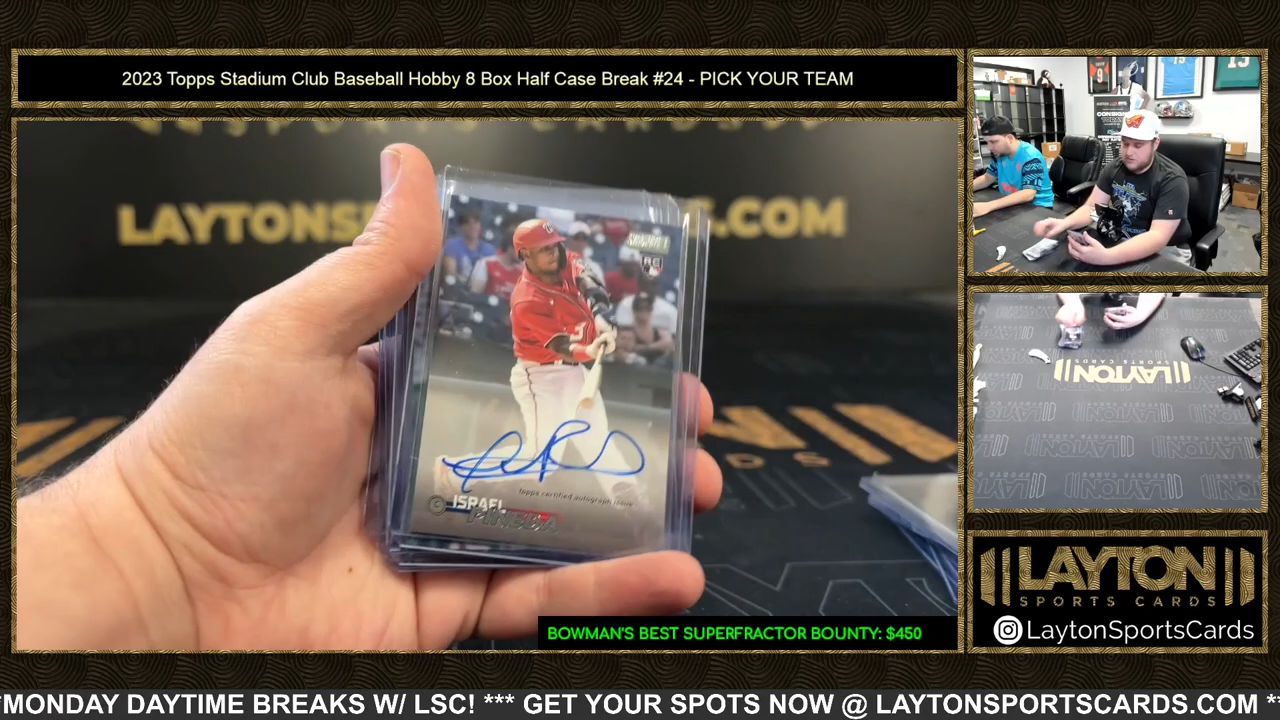 2023 Topps Stadium Club Baseball Hobby 8 Box Half Case Break #24 - PICK YOUR TEAM
LAYTONS .COM
RC
topps certified autograph issue
ISRAEL
PINEDA
BOWMAN'S BEST SUPERFRACTOR BOUNTY: $450
LAYTON
LAYTON
SPORTS CARDS
LaytonSportsCards
*MONDAY DAYTIME BREAKS W/ LSC! *** GET YOUR SPOTS NOW @ LAYTONSPORTSCARDS.COM **